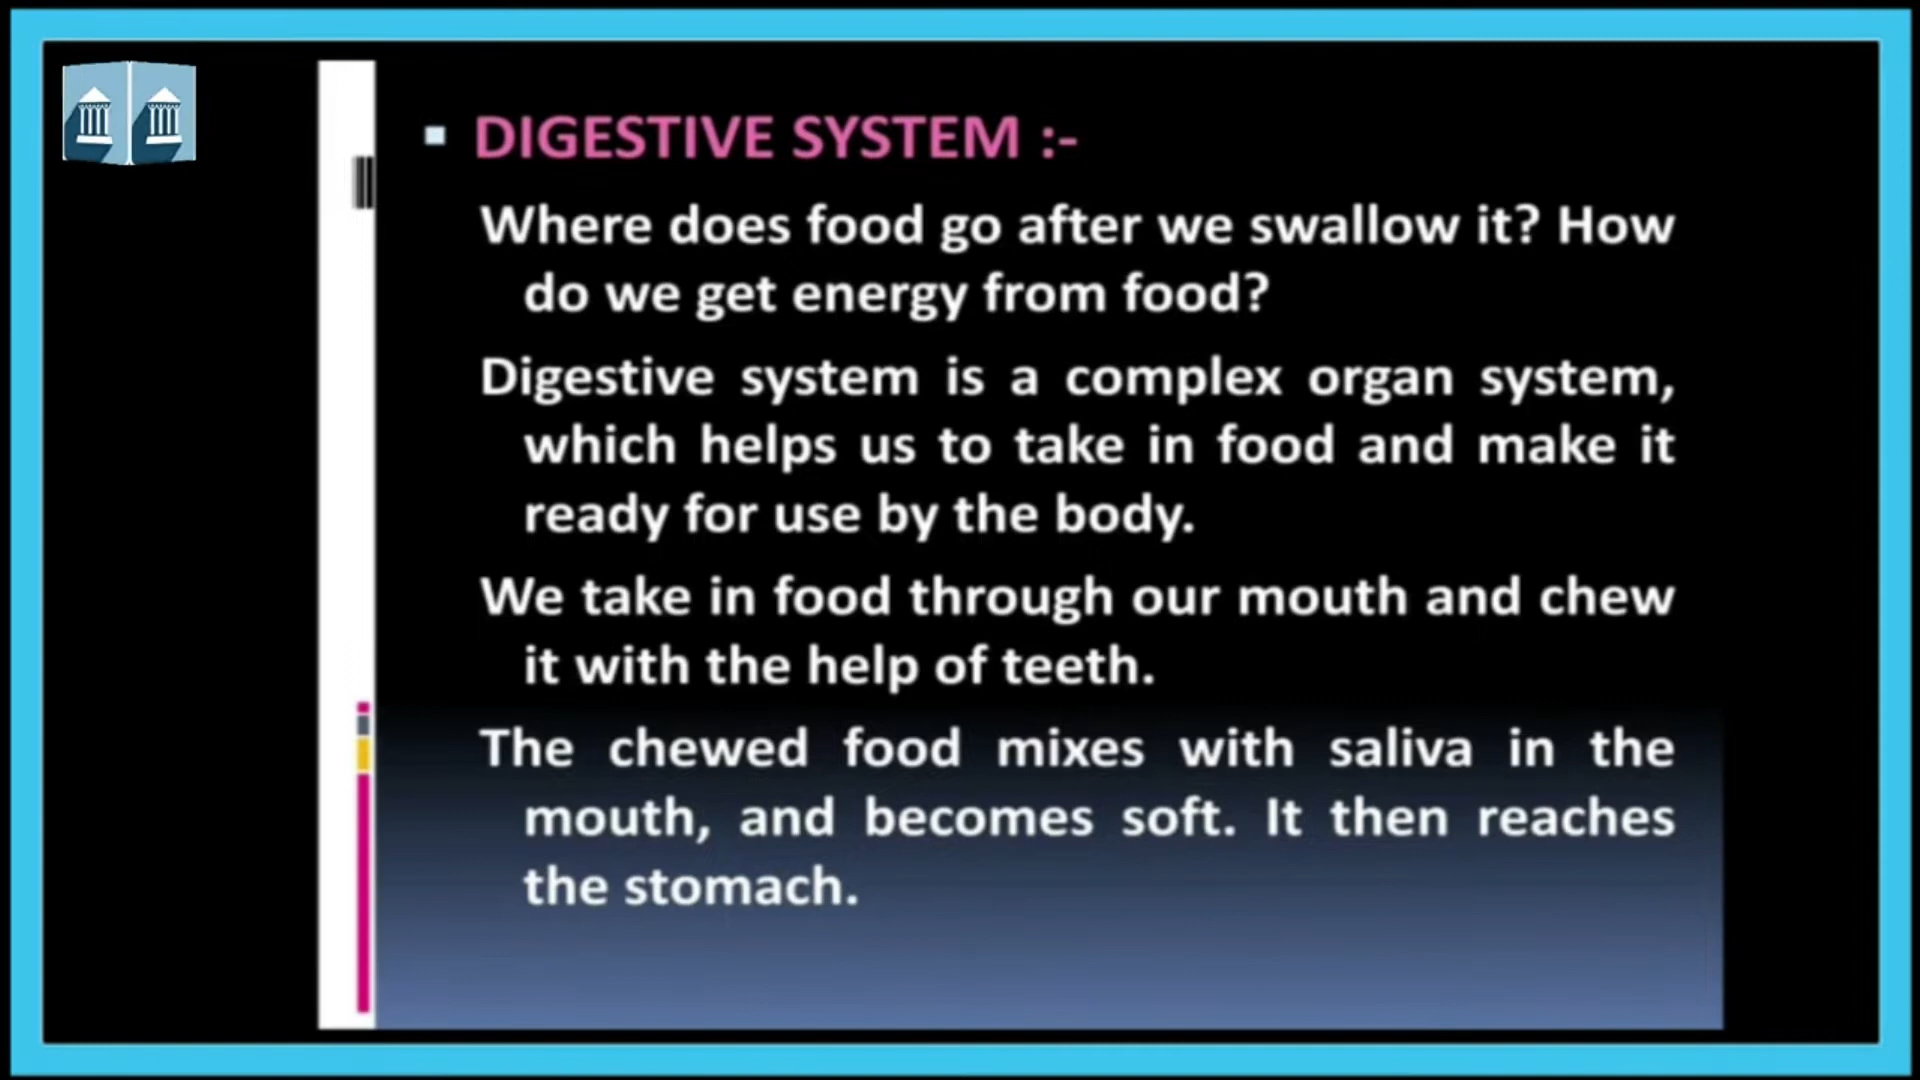 DIGESTIVE SYSTEM :-
Where does food go after we swallow it? How
do we get energy from food?
Digestive system is a complex organ system,
which helps us to take in food and make it
ready for use by the body.
We take in food through our mouth and chew
it with the help of teeth.
The chewed food mixes with saliva in the
mouth, and becomes soft. It then reaches
the stomach.